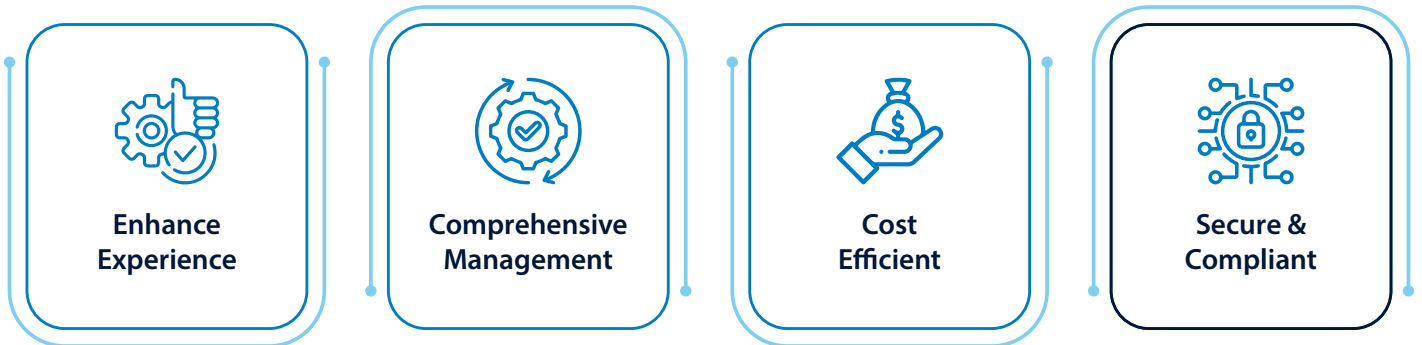 Enhance
Experience
Comprehensive
Management
$
Cost
Efficient
Secure &
Compliant